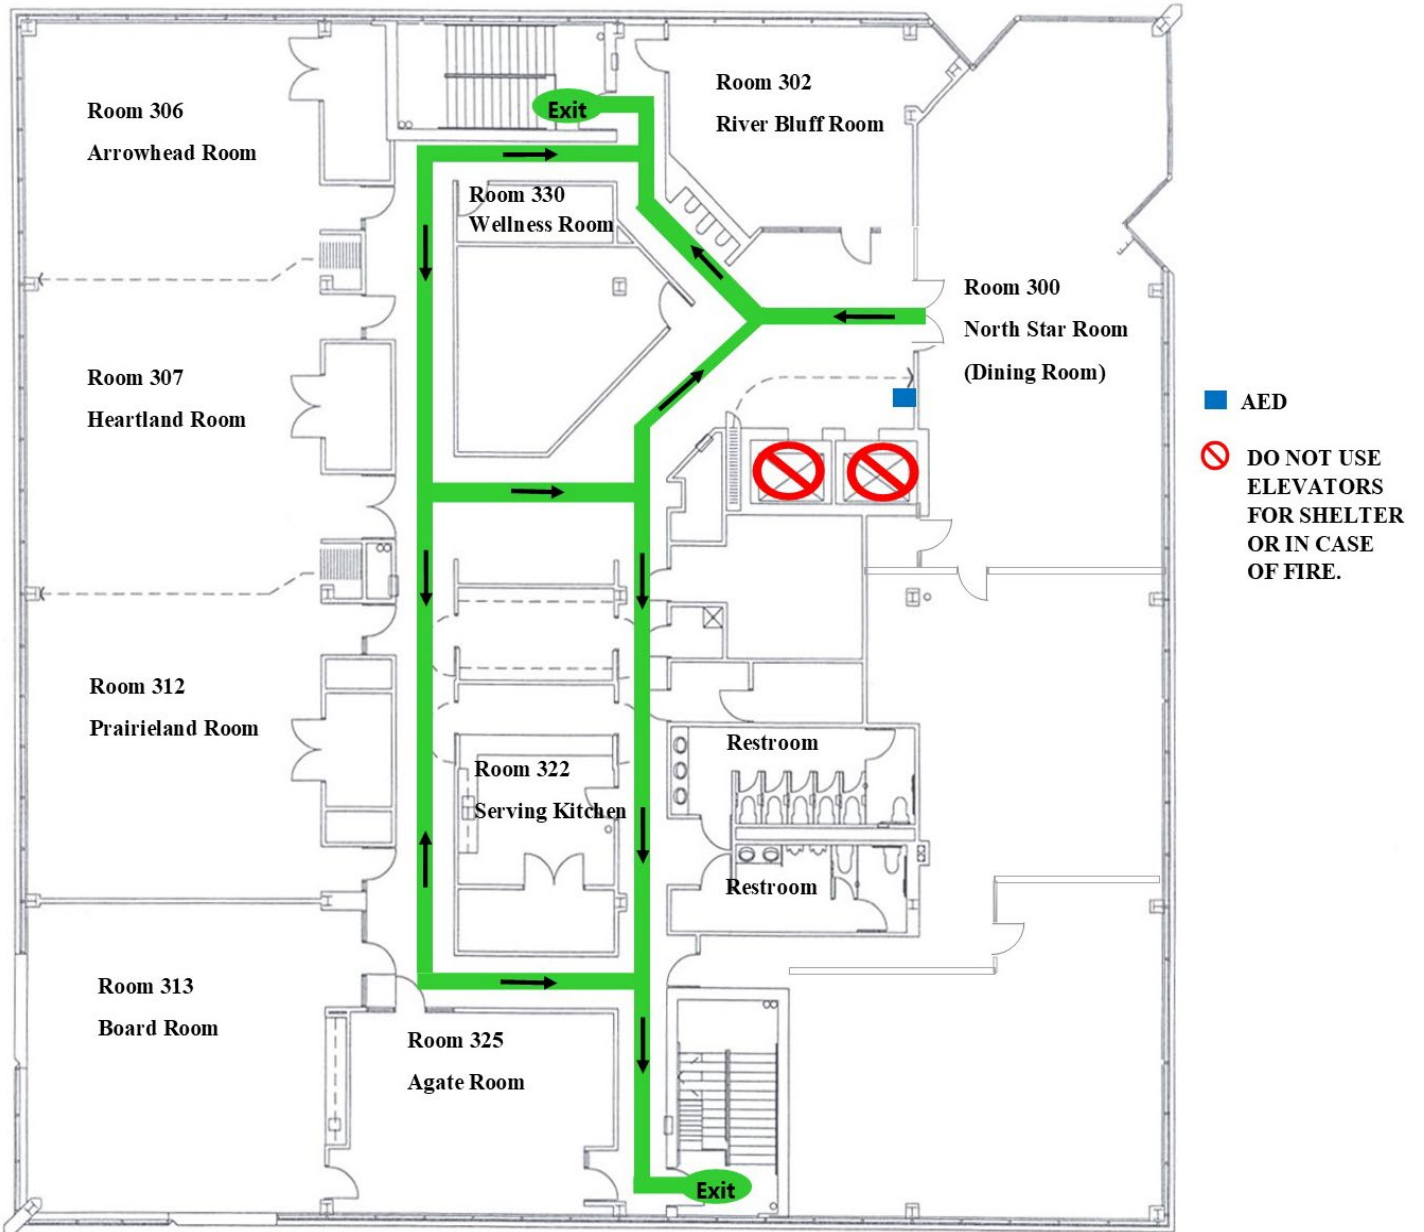 Exit
Room 302
River Bluff Room
Room 306
Arrowhead Room
Room 330
Wellness Room
Room 300
North Star Room
(Dining Room)
Room 307
Heartland Room
AED
DO NOT USE
ELEVATORS
FOR SHELTER
OR IN CASE
OF FIRE.
Room 312
Prairieland Room
Restroom
Room 322
Serving Kitchen
Restroom
Room 313
Board Room
Room 325
Agate Room
Exit